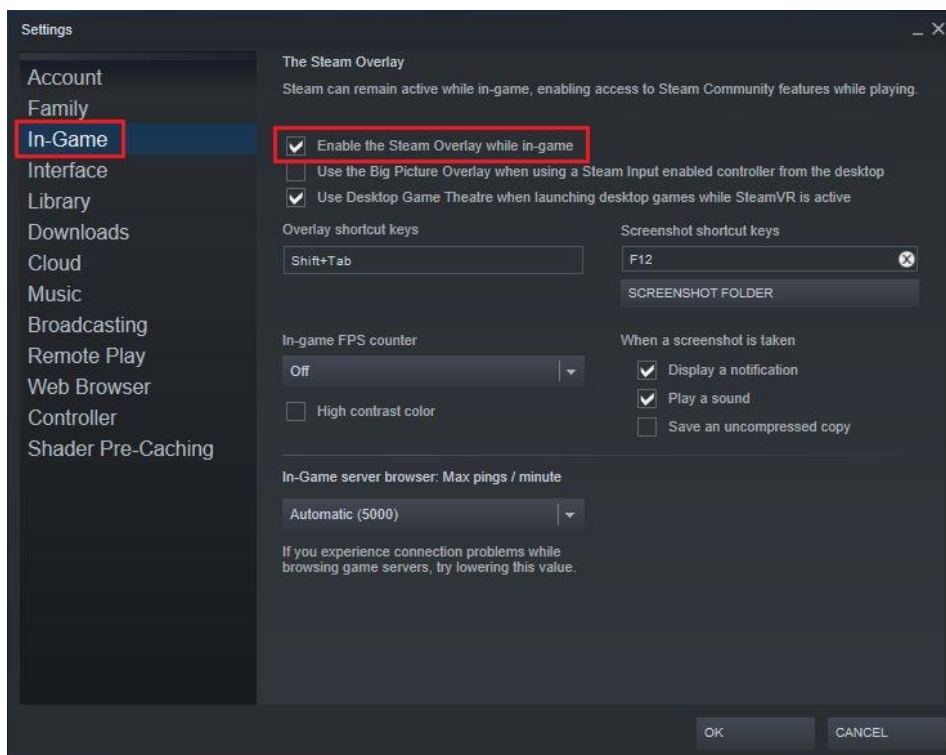 Settings
Account
Family
In-Game
Interface
Library
Downloads
Cloud
Music
Broadcasting
Remote Play
Web Browser
Controller
Shader Pre-Caching
The Steam Overlay
Steam can remain active while in-game, enabling access to Steam Community features while playing.
Enable the Steam Overlay while in-game
Use the Big Picture Overlay when using a Steam Input enabled controller from the desktop
Use Desktop Game Theatre when launching desktop games while SteamVR is active
Overlay shortcut keys
Shift+Tab
Screenshot shortcut keys
F12
SCREENSHOT FOLDER
In-game FPS counter
Off
High contrast color
When a screenshot is taken
Display a notification
Play a sound
Save an uncompressed copy
In-Game server browser: Max pings / minute
Automatic (5000)
If you experience connection problems while
browsing game servers, try lowering this value.
OK
CANCEL